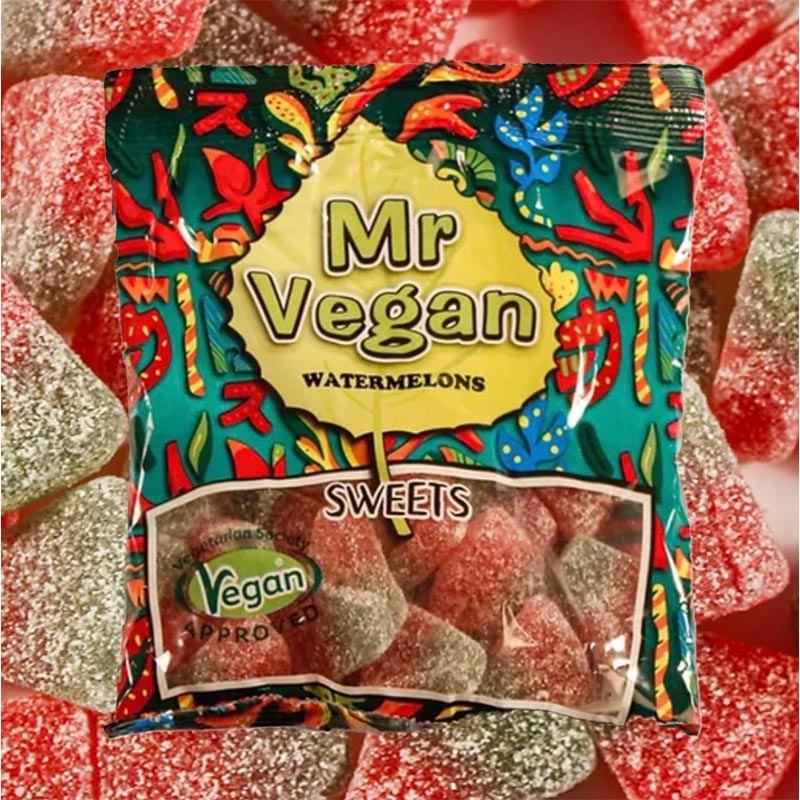 Mr
Vegan
WATERMELONS
SWEETS
Vegetarian Society
Vegan®
APPROVED